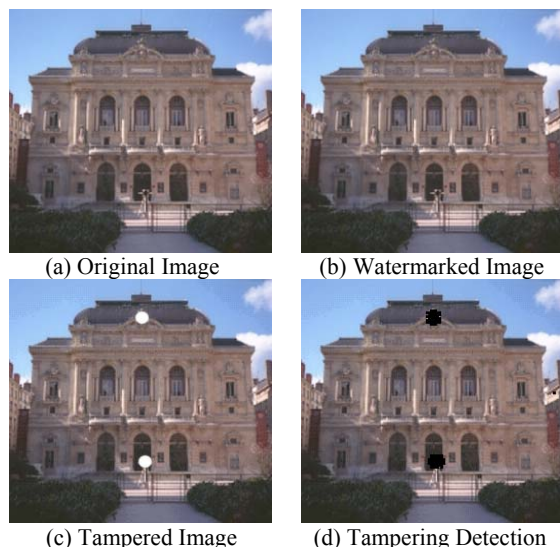 (a) Original Image
(b) Watermarked Image
(c) Tampered Image
(d) Tampering Detection